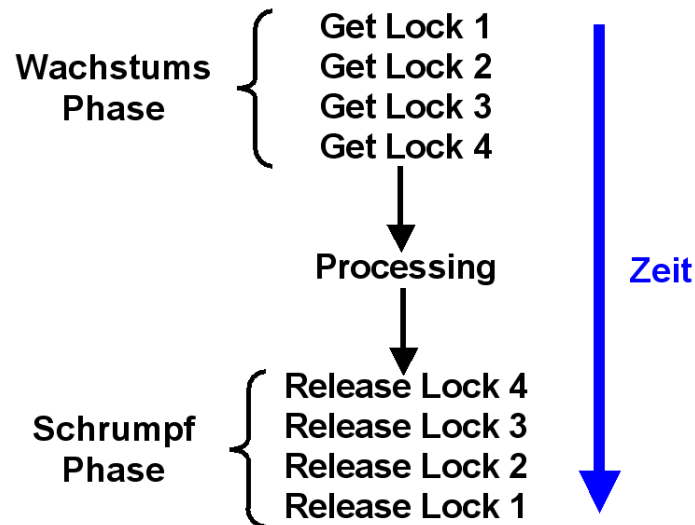 Wachstums
Phase
Get Lock 1
Get Lock 2
Get Lock 3
Get Lock 4
Processing
Zeit
Schrumpf
Phase
Release Lock 4
Release Lock 3
Release Lock 2
Release Lock 1